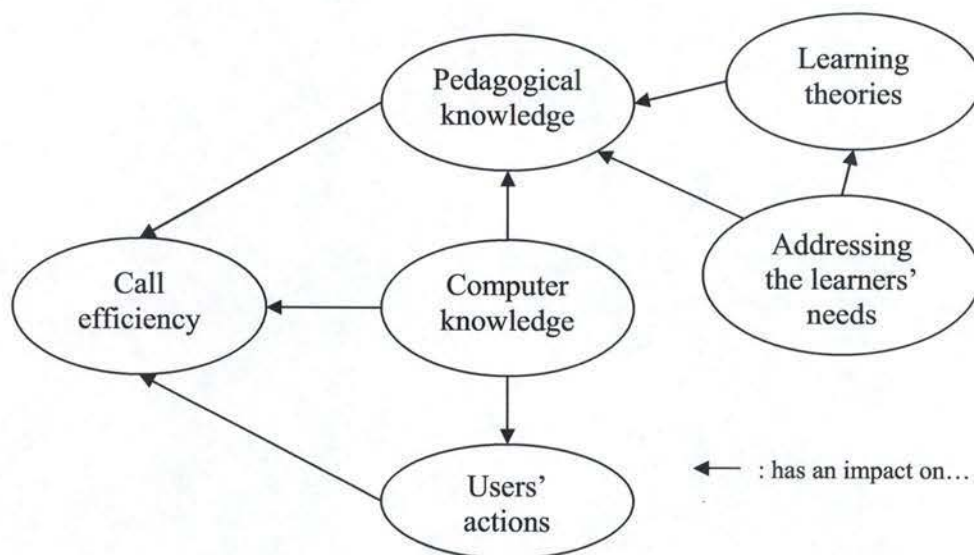 Pedagogical
knowledge
Learning
theories
Addressing
the learners'
needs
Call
efficiency
Computer
knowledge
Users'
actions
: has an impact on…